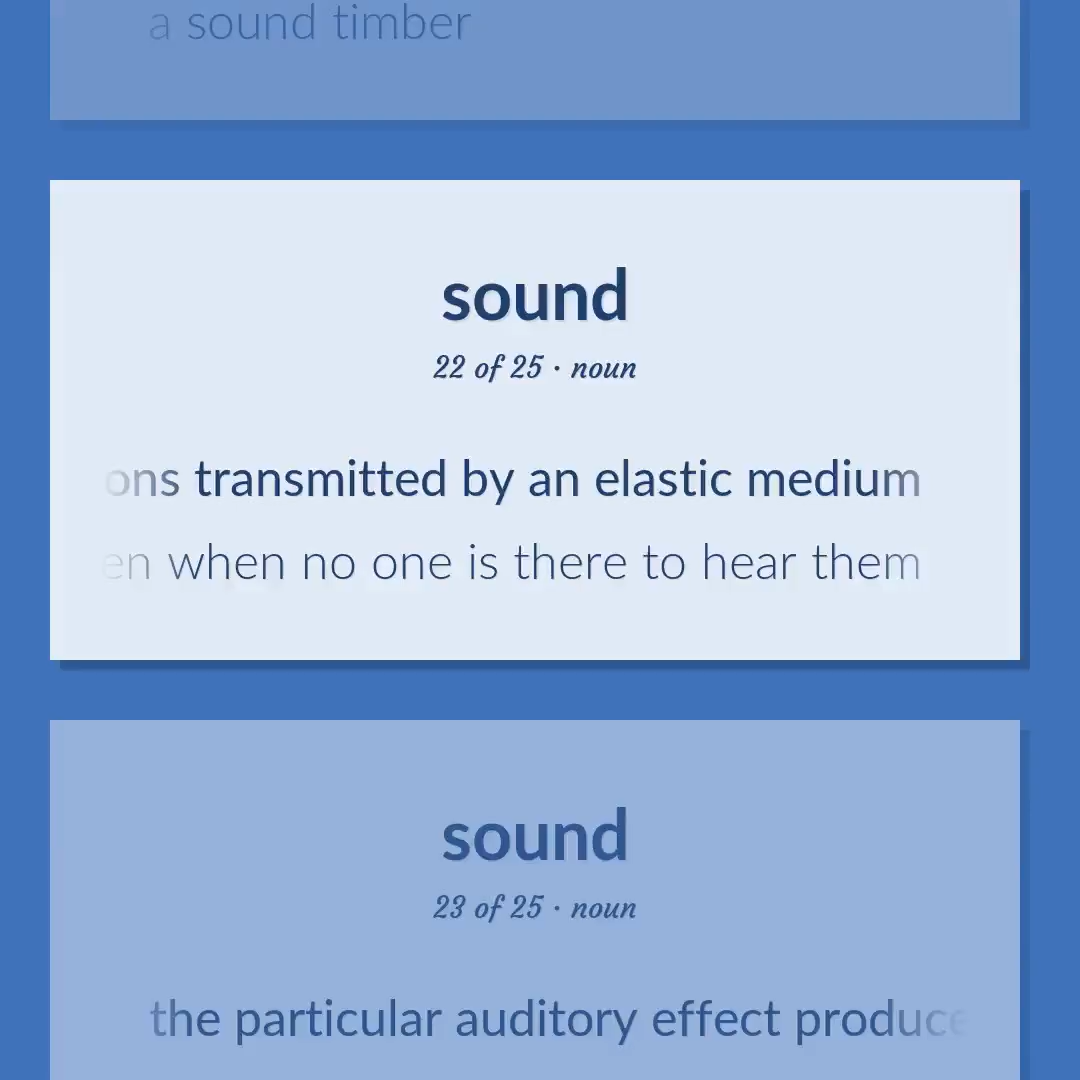 a sound timber
sound
22 of 25 · noun
ons transmitted by an elastic medium
en when no one is there to hear them
sound
23 of 25 · noun
the particular auditory effect produce